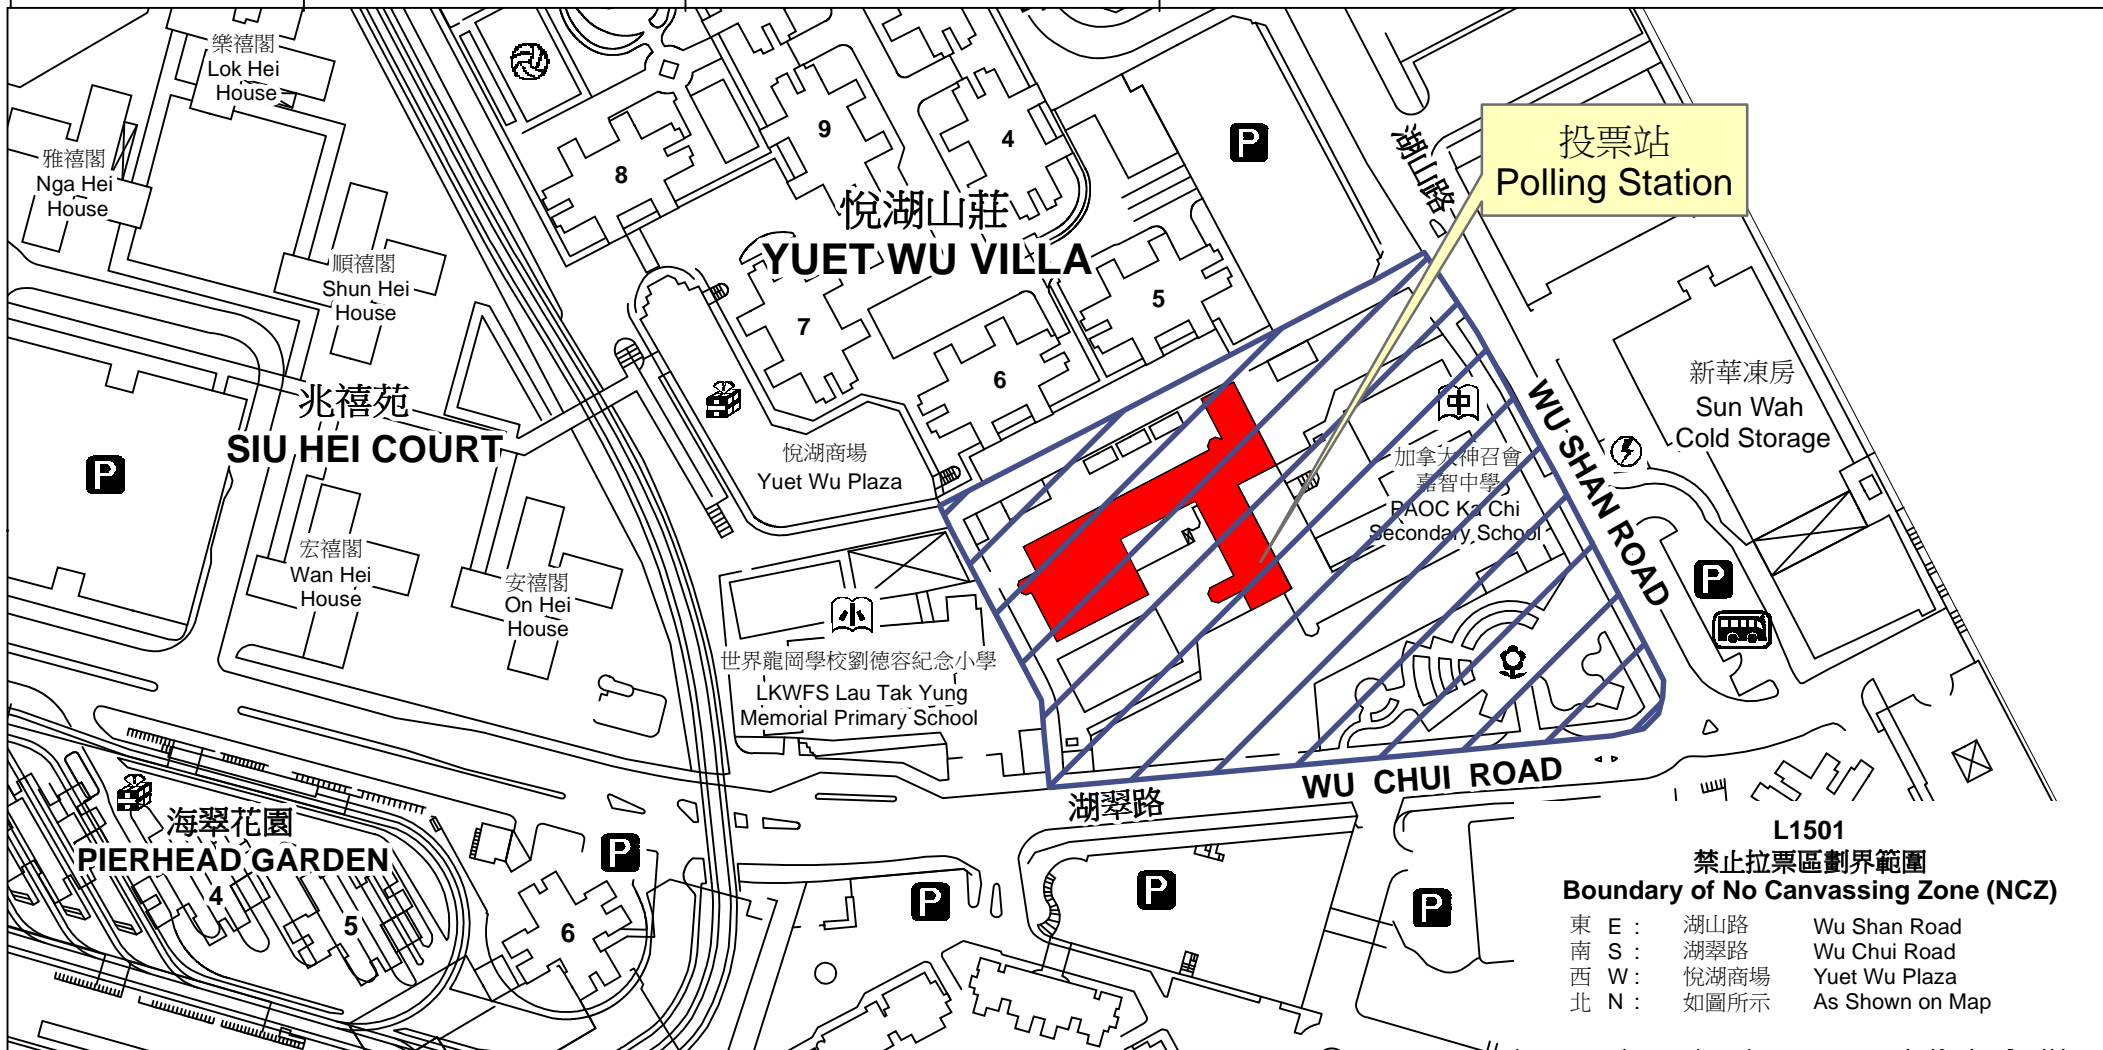 樂禧閣
Lok Hei
House
雅禧閣
Nga Hei
House
順禧閣
Shun Hei
House
兆禧苑
SIU HEI COURT
宏禧閣
Wan Hei
House
安禧閣
On Hei
House
P
8
9
4
悅湖山莊
YUET WU VILLA
7
6
5
P
悅湖商場
Yuet Wu Plaza
湖山路
投票站
Polling Station
新華凍房
Sun Wah
Cold Storage
WU SHAN ROAD
中
加拿大神召會
嘉智中學
PAOC Ka Chi
Secondary School
P
小
世界龍岡學校劉德容紀念小學
LKWFS Lau Tak Yung
Memorial Primary School
WU CHUI ROAD
湖翠路
海翠花園
PIERHEAD GARDEN
4
5
6
P
P
P
P
L1501
禁止拉票區劃界範圍
Boundary of No Canvassing Zone (NCZ)
東 E : 湖山路 Wu Shan Road
南 S : 湖翠路 Wu Chui Road
西 W : 悅湖商場 Yuet Wu Plaza
北 N : 如圖所示 As Shown on Map